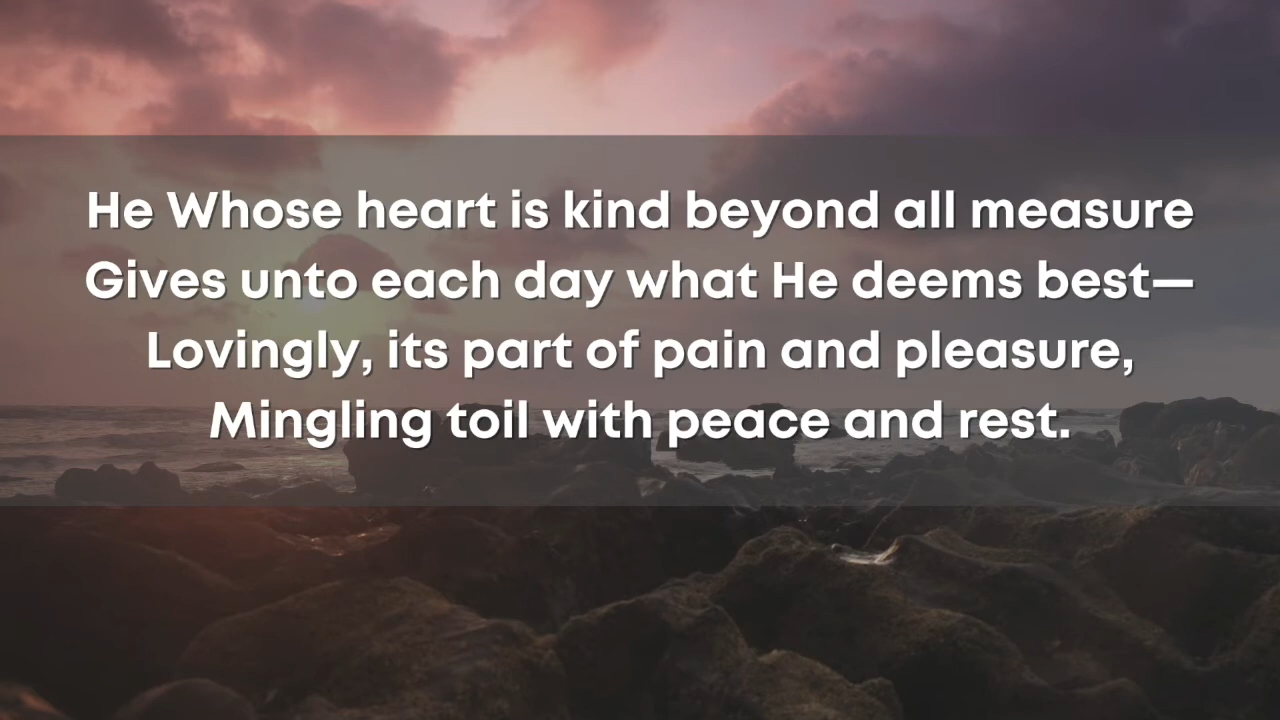 He Whose heart is kind beyond all measure
Gives unto each day what He deems best—
Lovingly, its part of pain and pleasure,
Mingling toil with peace and rest.